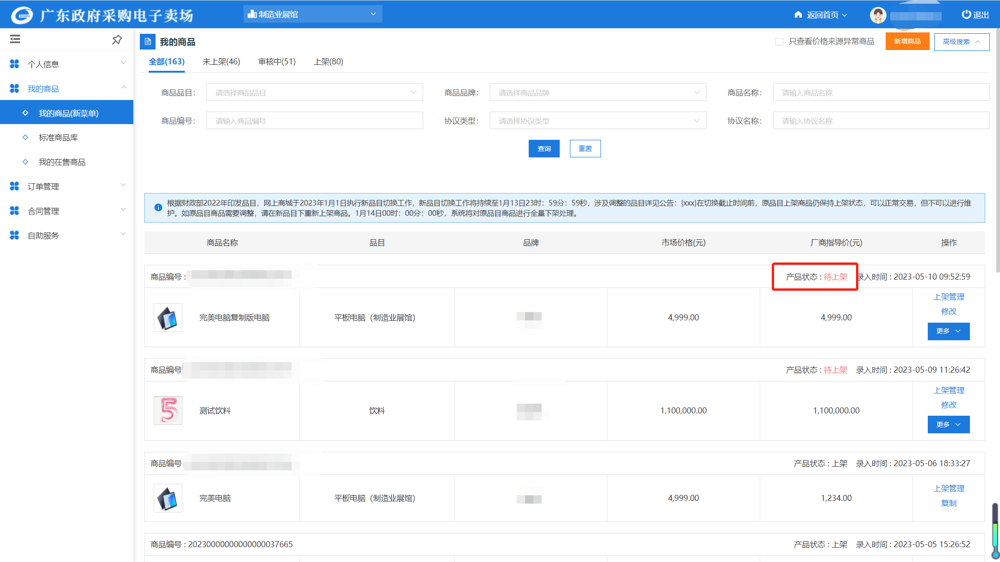 广东政府采购电子卖场
制造业展馆
返回首页
退出
个人信息
我的商品
我的商品(新菜单)
标准商品库
我的在售商品
订单管理
合同管理
自助服务
我的商品
只查看价格来源异常商品
新增商品
高级搜索
全部(163) 未上架(46) 审核中(51) 上架(80)
商品品目： 请选择商品品目 商品品牌： 请选择商品品牌 商品名称： 请输入商品名称
商品编号： 请输入商品编号 协议类型： 请选择协议类型 协议名称： 请输入协议名称
查询 重置
根据财政部2022年印发品目，网上商城于2023年1月1日执行新品目切换工作，新品目切换工作将持续至1月13日23时：59分：59秒，涉及调整的品目详见公告：{xxx}在切换截止时间前，原品目上架商品仍保持上架状态，可以正常交易，但不可以进行维
护。如原品目商品需要调整，请在新品目下重新上架商品。1月14日00时：00分：00秒，系统将对原品目商品进行全量下架处理。
商品名称 品目 品牌 市场价格(元) 厂商指导价(元) 操作
商品编号 : 产品状态 : 待上架 录入时间 : 2023-05-10 09:52:59
完美电脑复制版电脑 平板电脑（制造业展馆） 4,999.00 4,999.00
上架管理
修改
更多
商品编号 产品状态 : 待上架 录入时间 : 2023-05-09 11:26:42
5 测试饮料 饮料 1,100,000.00 1,100,000.00
上架管理
修改
更多
商品编号 产品状态 : 上架 录入时间 : 2023-05-06 18:33:27
完美电脑 平板电脑（制造业展馆） 4,999.00 1,234.00
上架管理
复制
商品编号 : 20230000000000000037665 产品状态 : 上架 录入时间 : 2023-05-05 15:26:52